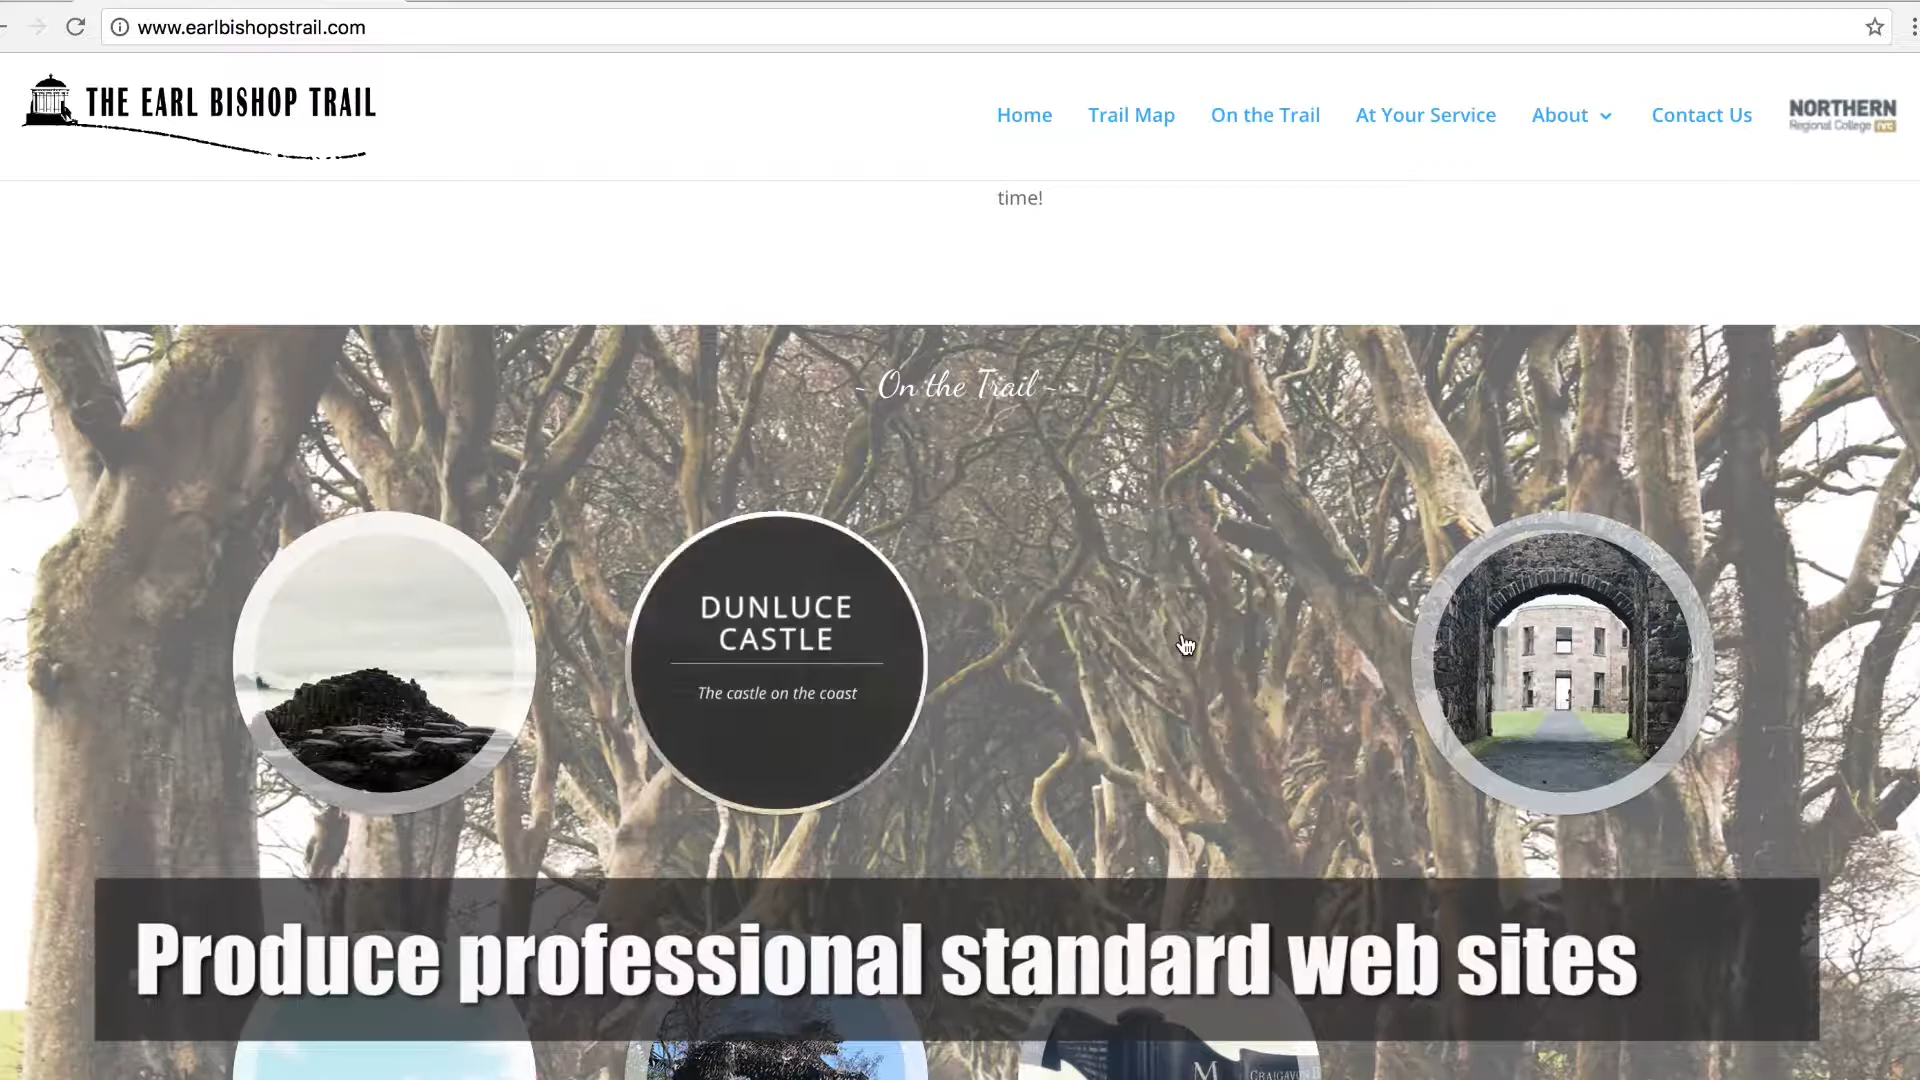 www.earlbishopstrail.com
THE EARL BISHOP TRAIL
Home
Trail Map
On the Trail
At Your Service
About
Contact Us
NORTHERN
Regional College nrc
time!
~ On the Trail ~
DUNLUCE
CASTLE
The castle on the coast
Produce professional standard web sites
M
CRAIGAVON